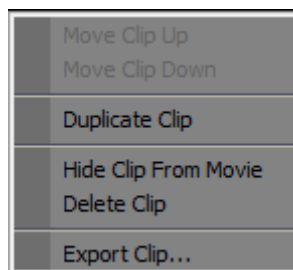 Move Clip Up
Move Clip Down
Duplicate Clip
Hide Clip From Movie
Delete Clip
Export Clip...